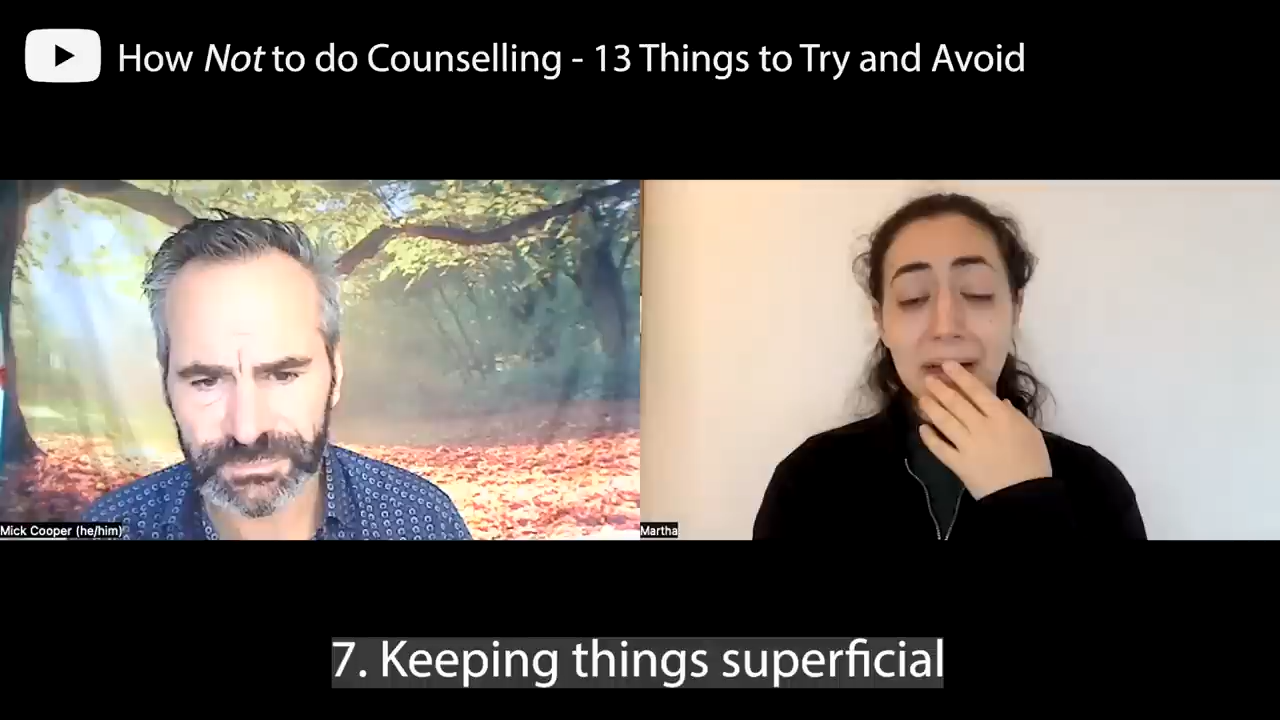 How Not to do Counselling - 13 Things to Try and Avoid
Mick Cooper (he/him)
Martha
7. Keeping things superficial